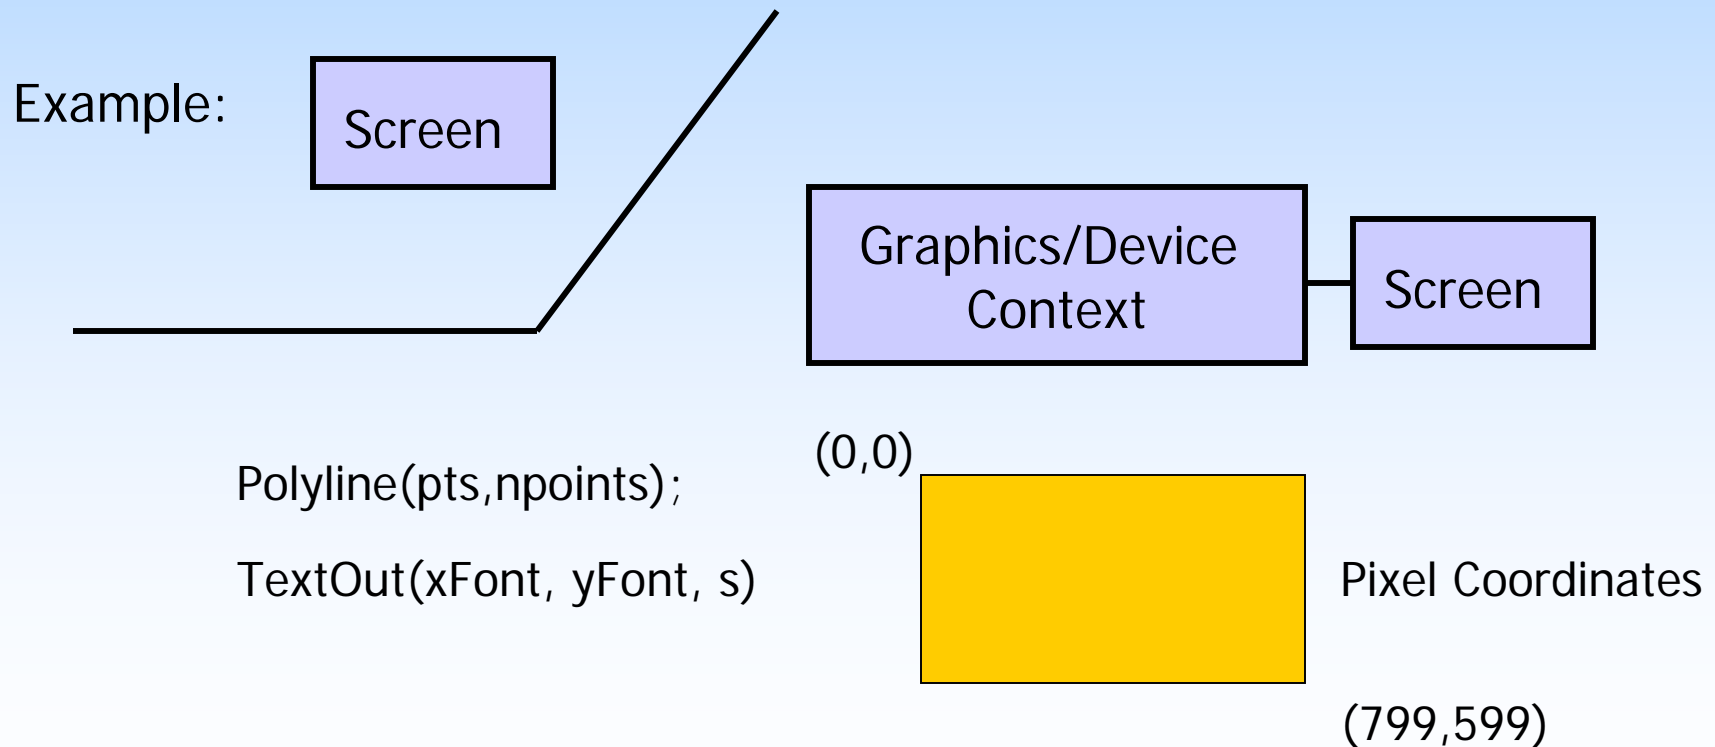 Example:
Screen
Graphics/Device
Context
Screen
(0,0)
Polyline(pts,npoints);
TextOut(xFont, yFont, s)
Pixel Coordinates
(799,599)